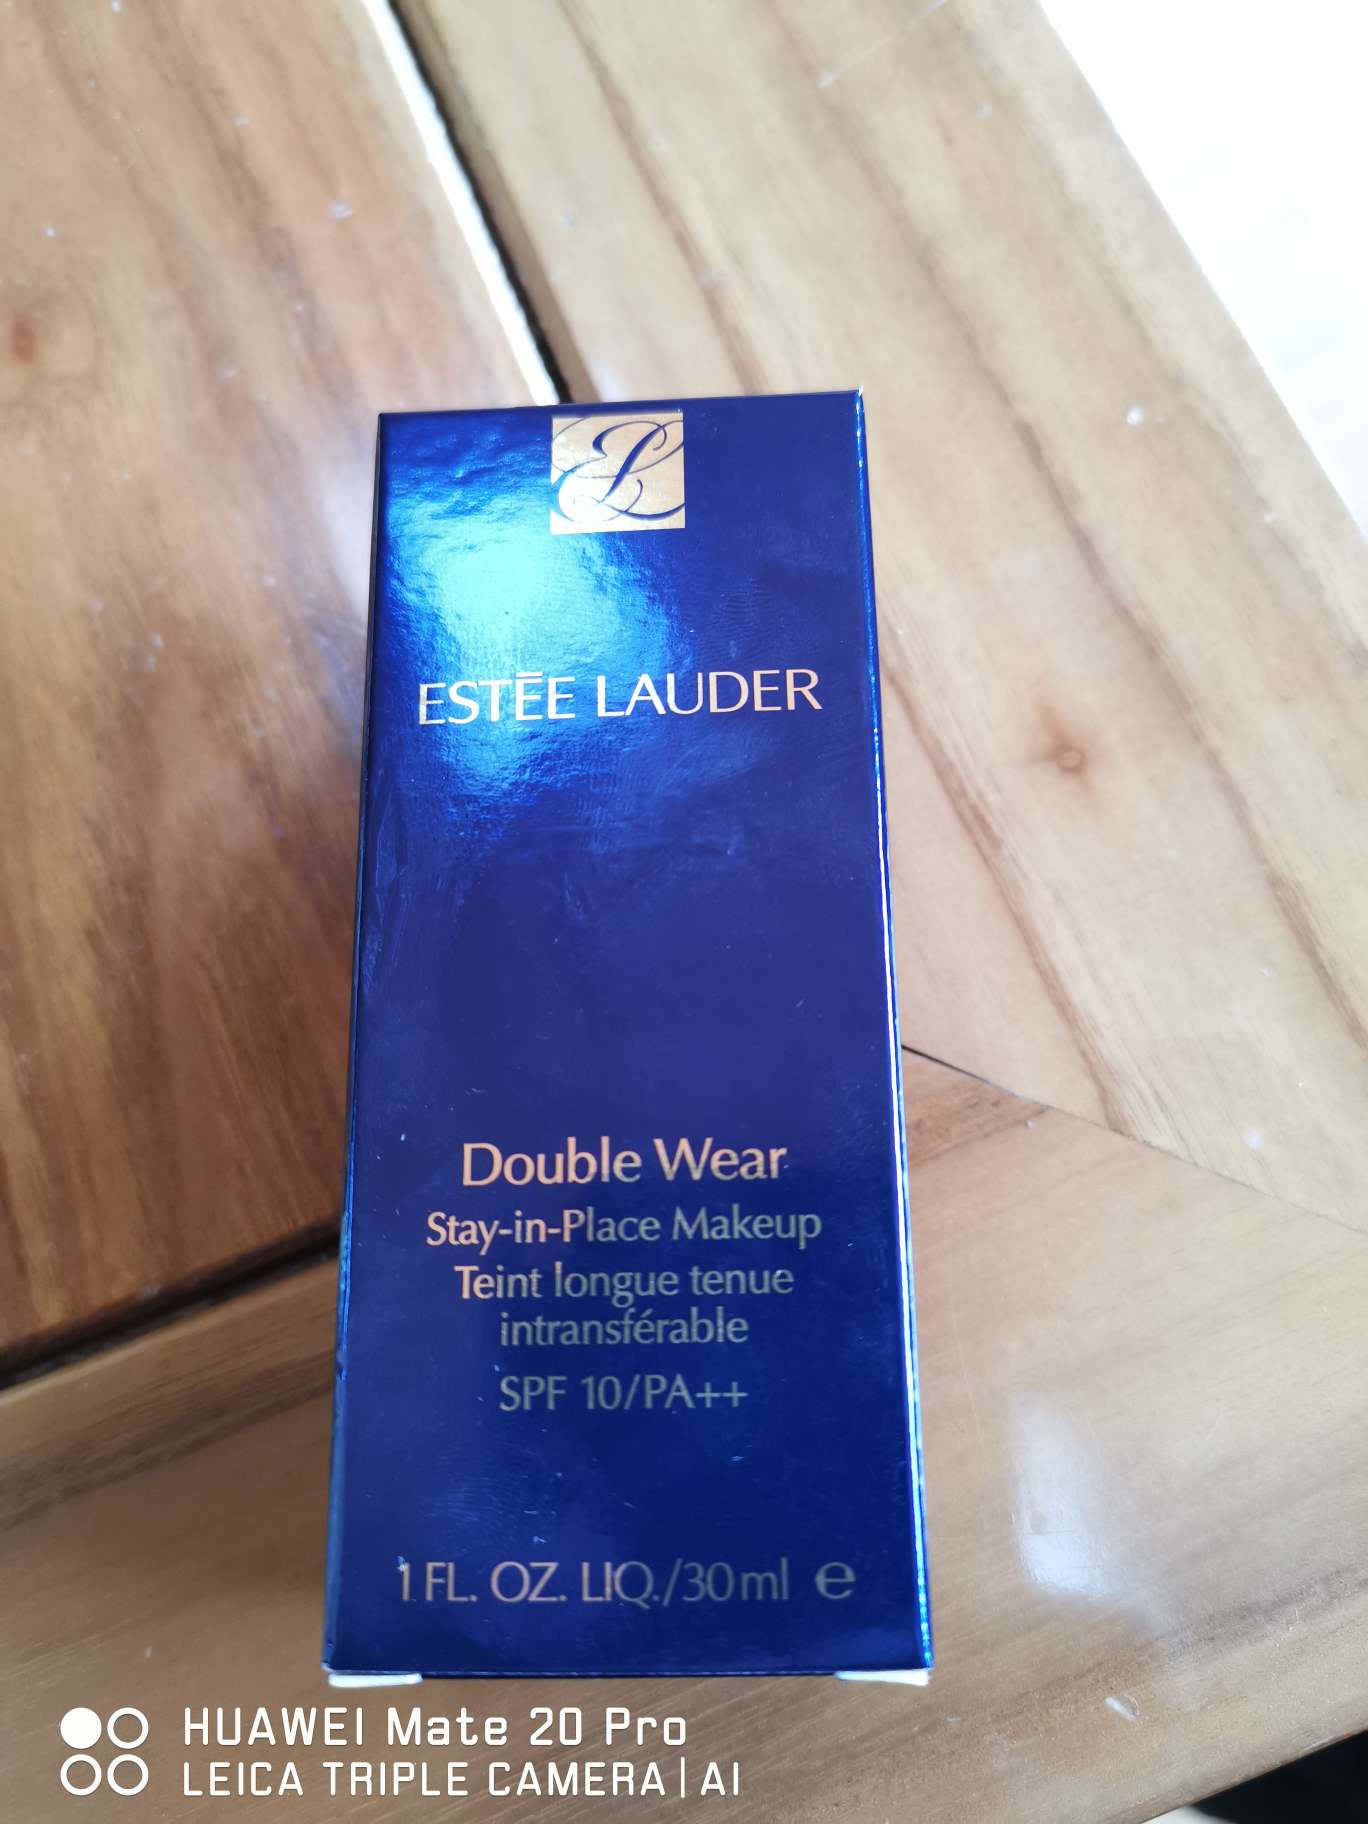 ESTĒE LAUDER
Double Wear
Stay-in-Place Makeup
Teint longue tenue
intransférable
SPF 10/PA++
1 FL. OZ. LIQ./30ml ℮
HUAWEI Mate 20 Pro
LEICA TRIPLE CAMERA | AI